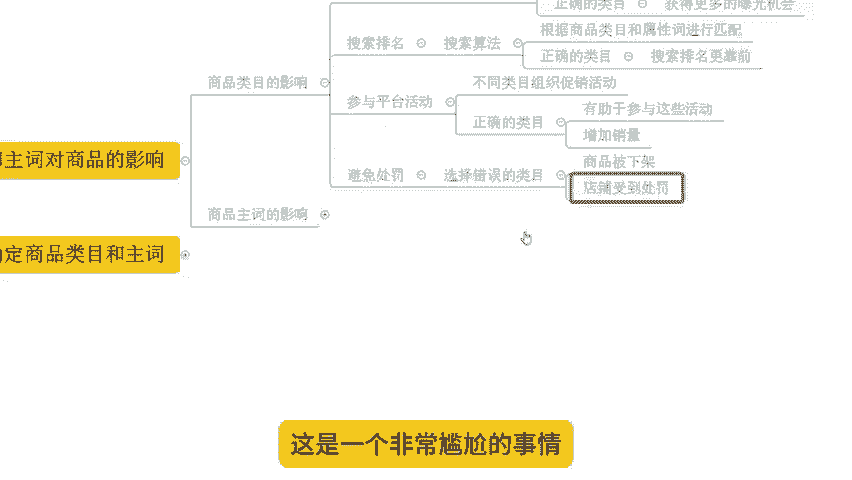 正确的类目 获得更多的曝光机会
根据商品类目和属性词进行匹配
搜索排名 搜索算法
正确的类目 搜索排名更靠前
商品类目的影响
不同类目组织促销活动
参与平台活动
有助于参与这些活动
正确的类目
增加销量
主词对商品的影响
商品被下架
避免处罚 选择错误的类目
店铺受到处罚
商品主词的影响
定商品类目和主词
这是一个非常尴尬的事情